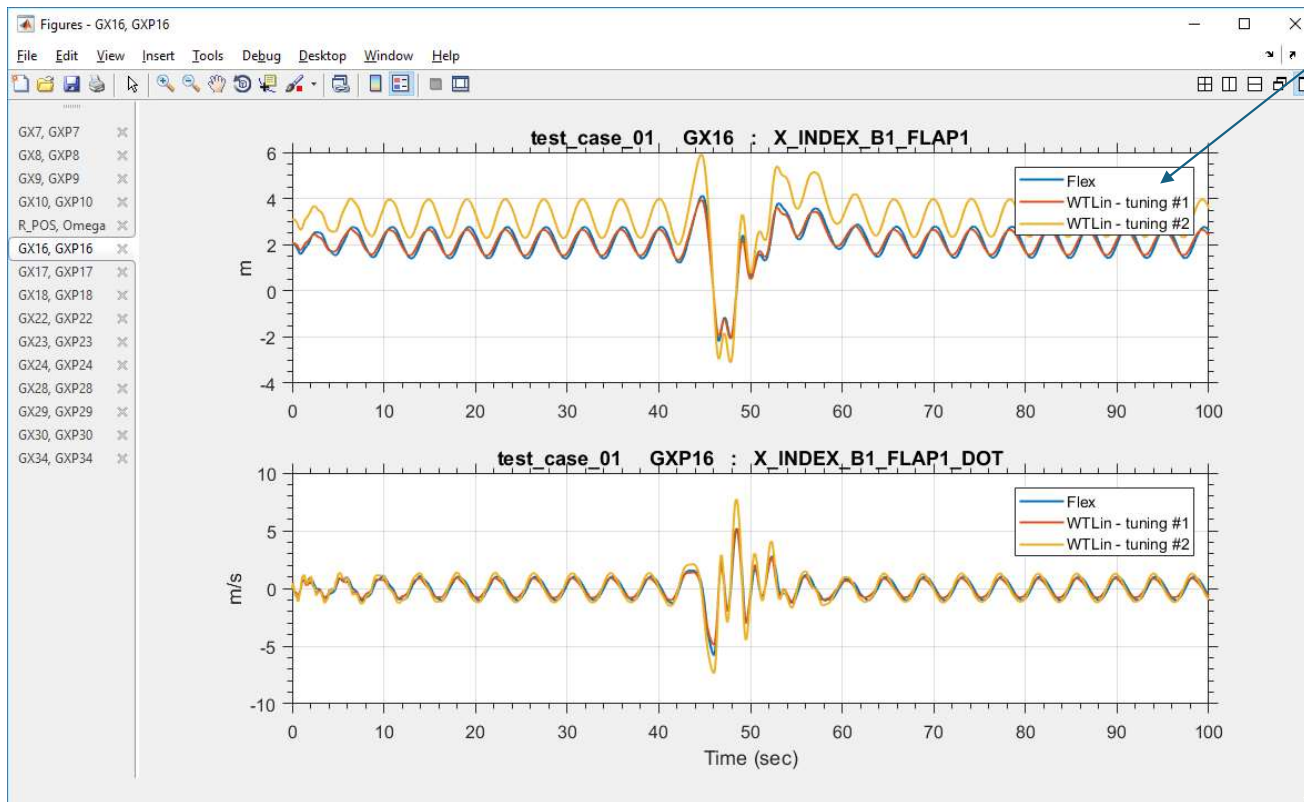 Figures - GX16, GXP16
File Edit View Insert Tools Debug Desktop Window Help
GX7, GXP7
GX8, GXP8
GX9, GXP9
GX10, GXP10
R_POS, Omega
GX16, GXP16
GX17, GXP17
GX18, GXP18
GX22, GXP22
GX23, GXP23
GX24, GXP24
GX28, GXP28
GX29, GXP29
GX30, GXP30
GX34, GXP34
test_case_01 GX16 : X_INDEX_B1_FLAP1
6
4
2
0
-2
-4
m
Flex
WTLin - tuning #1
WTLin - tuning #2
0 10 20 30 40 50 60 70 80 90 100
test_case_01 GXP16 : X_INDEX_B1_FLAP1_DOT
10
5
0
-5
-10
m/s
Flex
WTLin - tuning #1
WTLin - tuning #2
0 10 20 30 40 50 60 70 80 90 100
Time (sec)